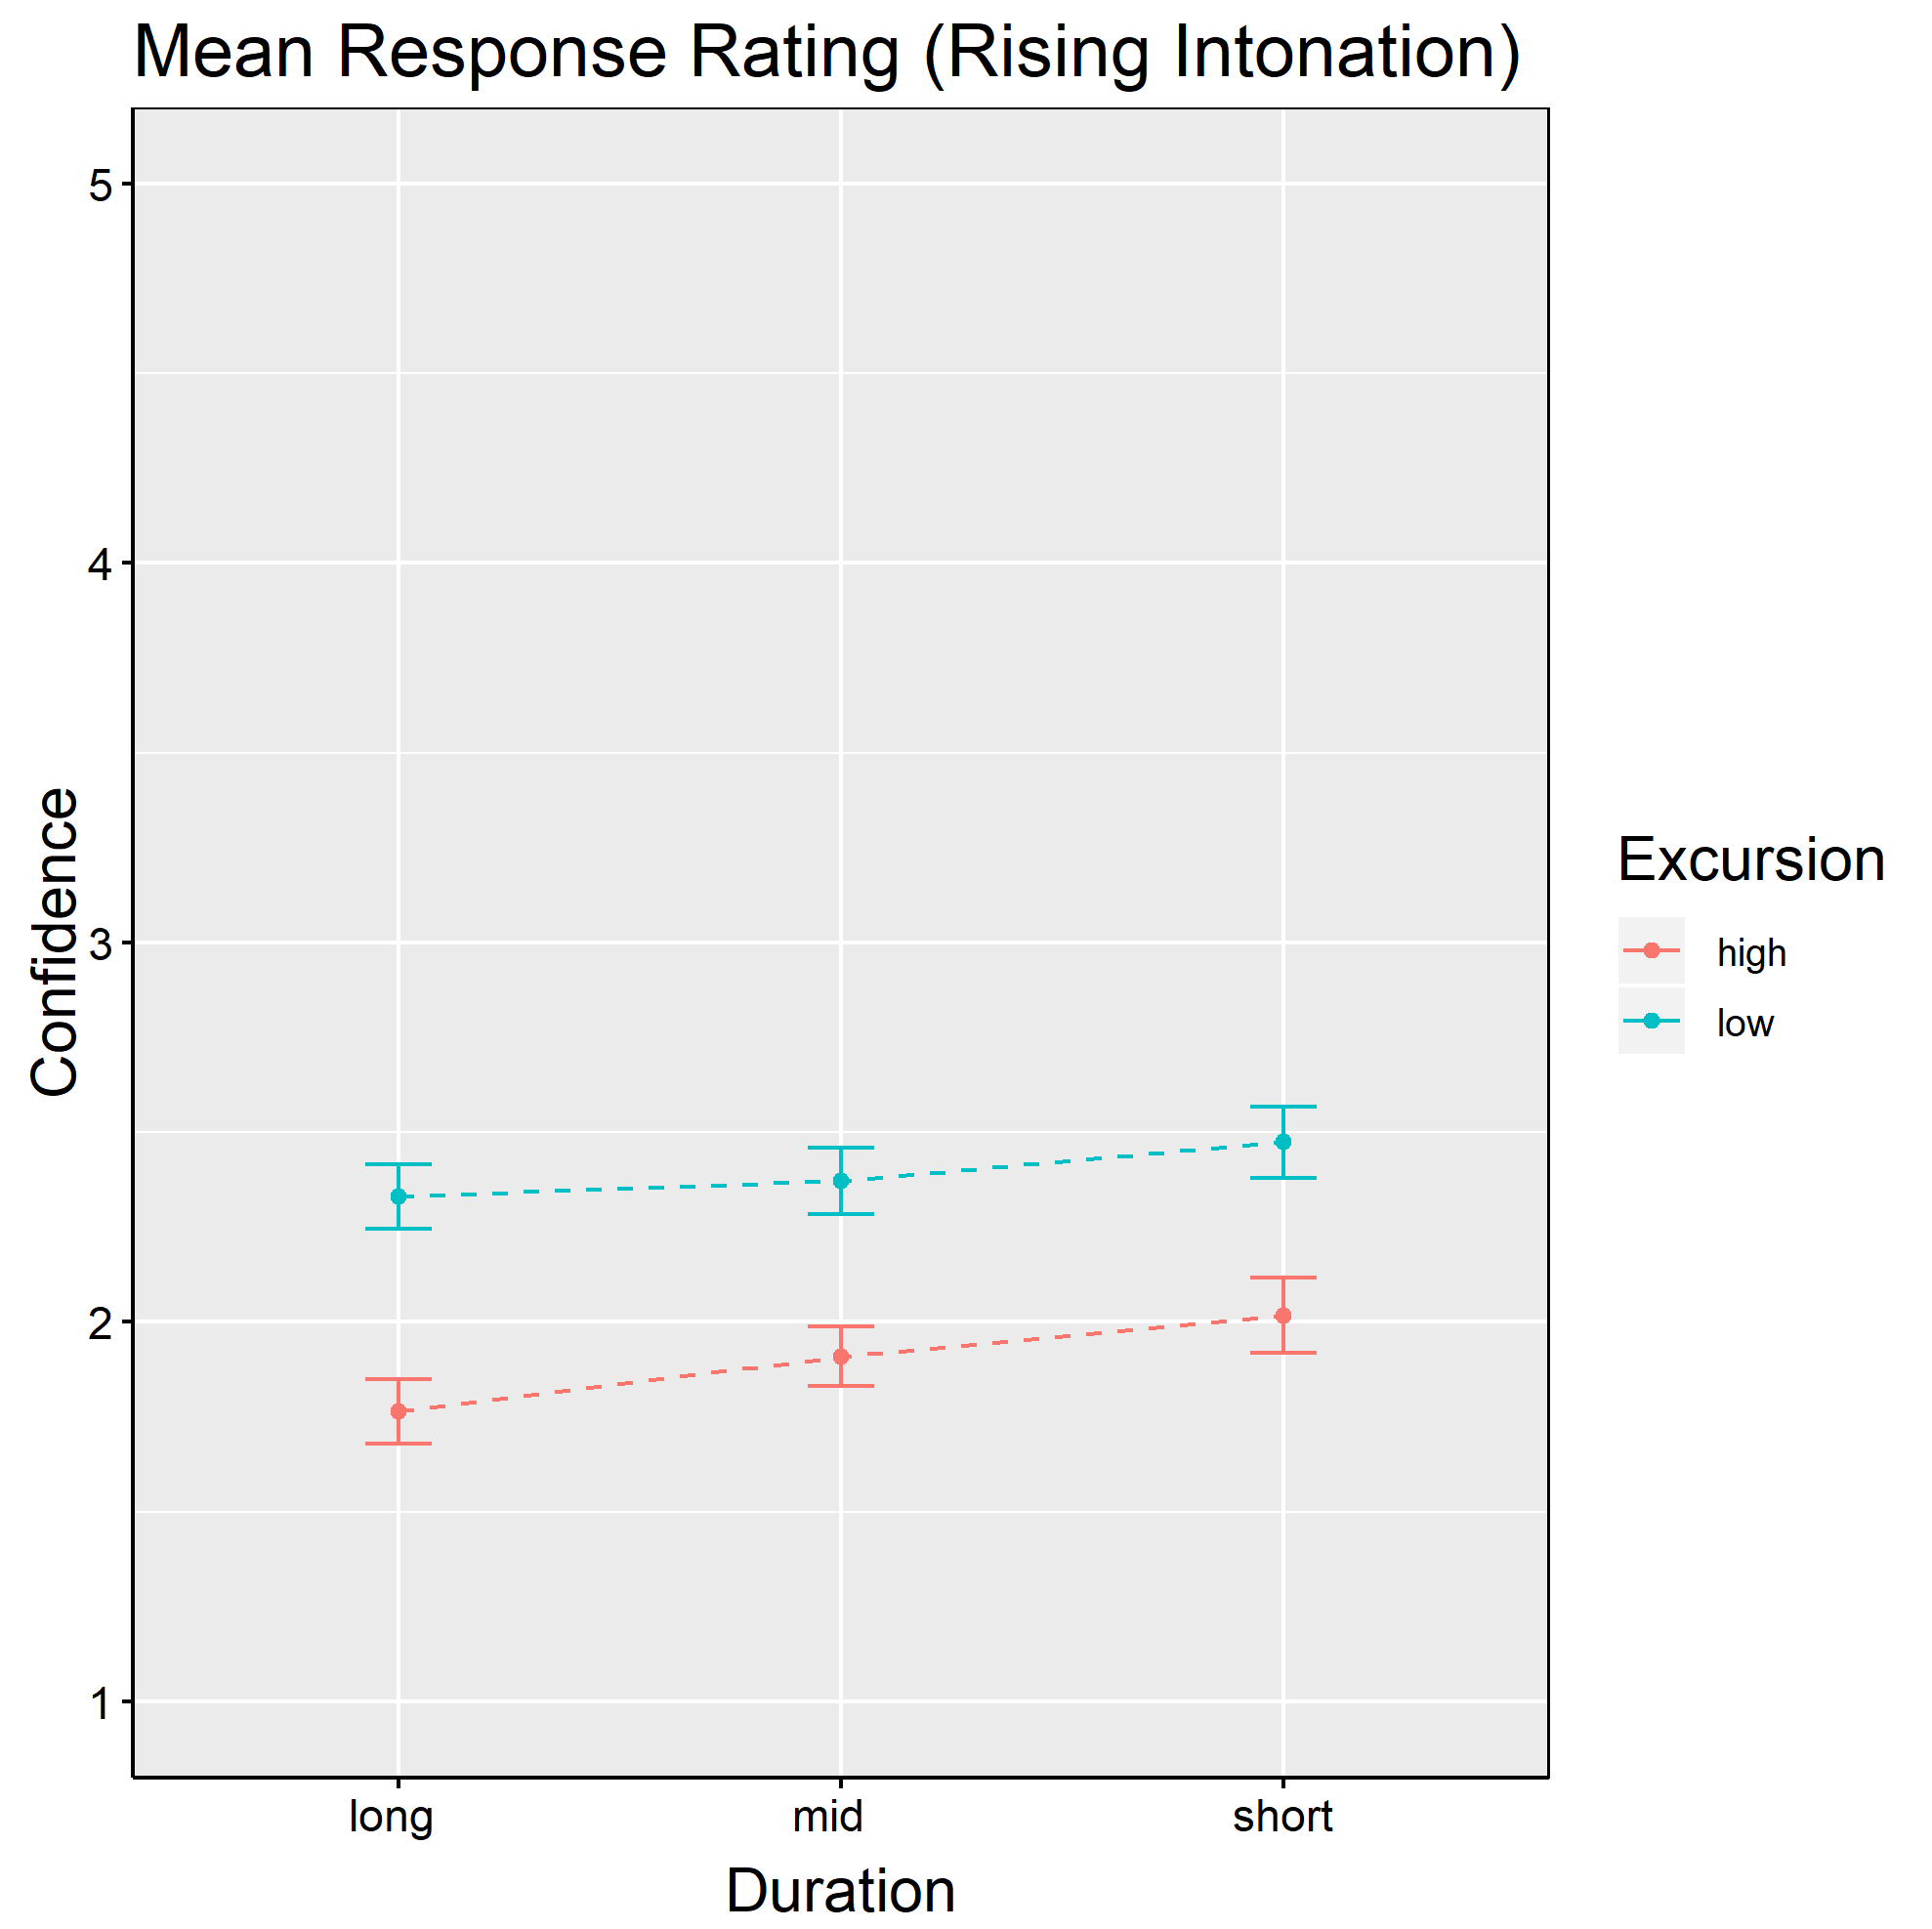 Mean Response Rating (Rising Intonation)
5
4
3
2
1
Confidence
long mid short
Duration
Excursion
high
low